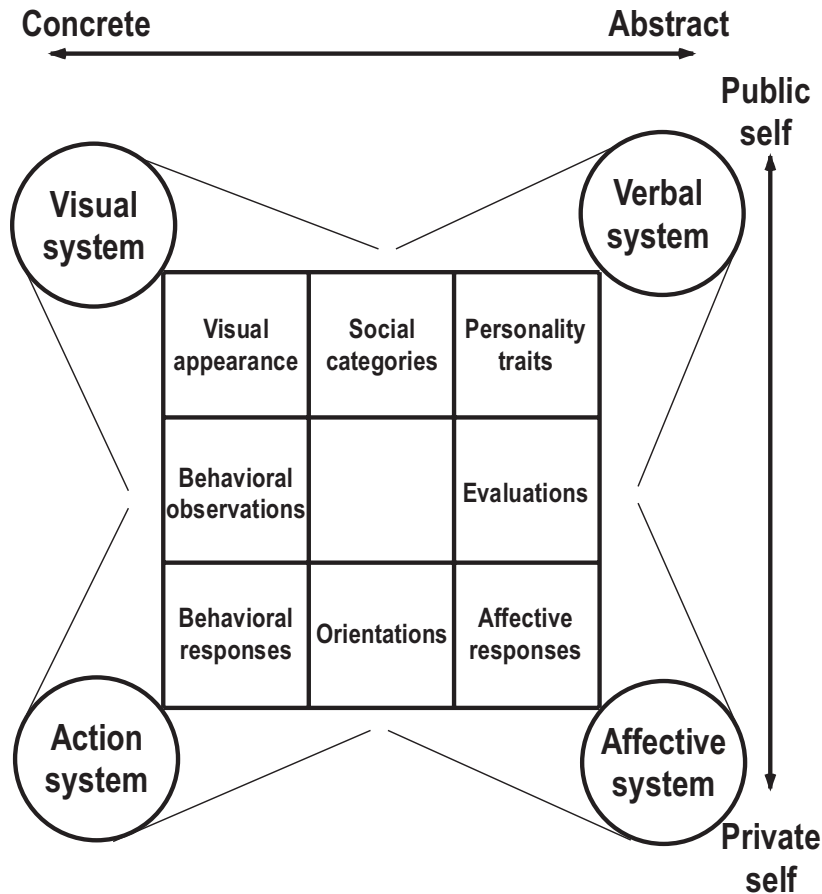 Concrete
Abstract
Public
self
Visual
system
Verbal
system
Visual
appearance
Social
categories
Personality
traits
Behavioral
observations
Evaluations
Behavioral
responses
Orientations
Affective
responses
Action
system
Affective
system
Private
self